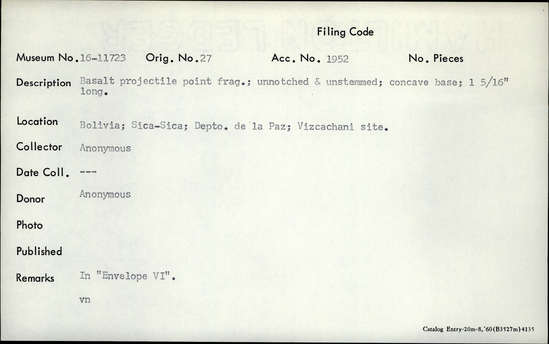 Filing Code
Museum No. 16-11723 Orig. No. 27 Acc. No. 1952 No. Pieces
Description Basalt projectile point frag.; unnotched & unstemmed; concave base; 1 5/16"
long.
Location Bolivia; Sica-Sica; Depto. de la Paz; Vizcachani site.
Collector Anonymous
Date Coll. ---
Donor Anonymous
Photo
Published
Remarks In "Envelope VI".
vn
Catalog Entry-20m-8,'60(B3527m)4135